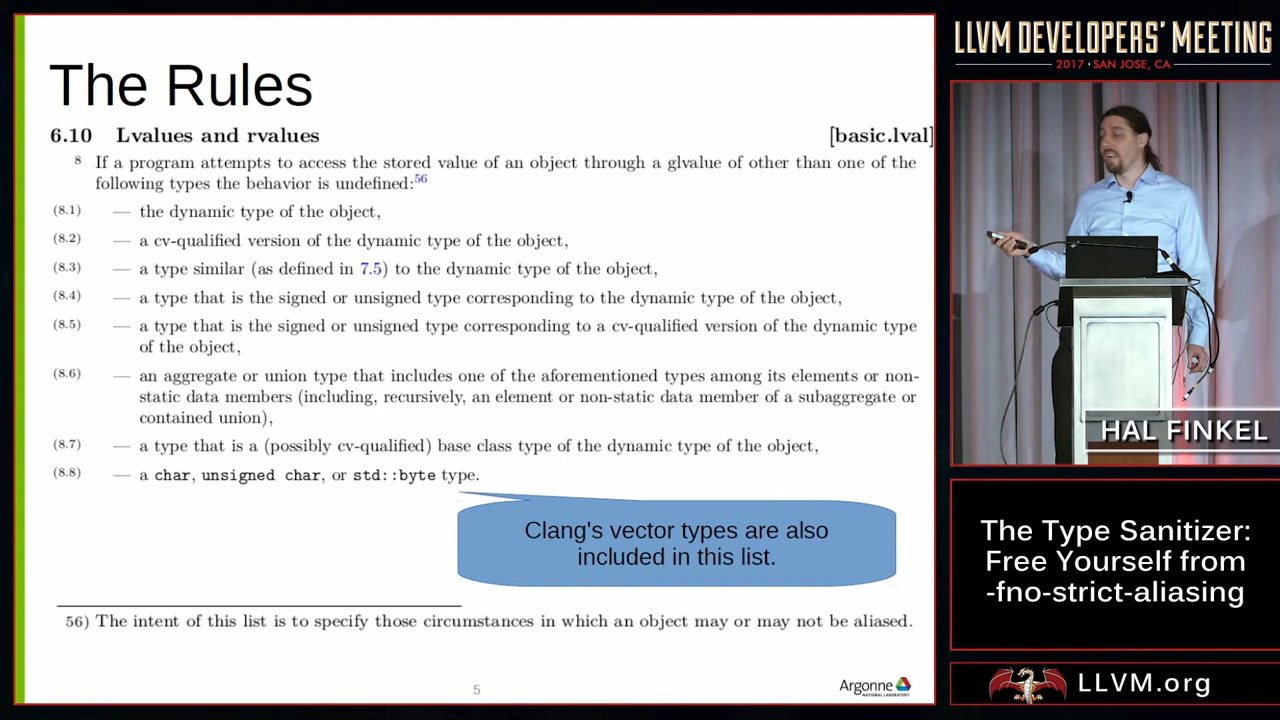 The Rules
6.10 Lvalues and rvalues [basic.lval]
8 If a program attempts to access the stored value of an object through a glvalue of other than one of the
following types the behavior is undefined:56
(8.1) — the dynamic type of the object,
(8.2) — a cv-qualified version of the dynamic type of the object,
(8.3) — a type similar (as defined in 7.5) to the dynamic type of the object,
(8.4) — a type that is the signed or unsigned type corresponding to the dynamic type of the object,
(8.5) — a type that is the signed or unsigned type corresponding to a cv-qualified version of the dynamic type
of the object,
(8.6) — an aggregate or union type that includes one of the aforementioned types among its elements or non-
static data members (including, recursively, an element or non-static data member of a subaggregate or
contained union),
(8.7) — a type that is a (possibly cv-qualified) base class type of the dynamic type of the object,
(8.8) — a char, unsigned char, or std::byte type.
Clang's vector types are also
included in this list.
56) The intent of this list is to specify those circumstances in which an object may or may not be aliased.
5
Argonne
NATIONAL LABORATORY
LLVM DEVELOPERS' MEETING
2017 · SAN JOSE, CA
HAL FINKEL
The Type Sanitizer:
Free Yourself from
-fno-strict-aliasing
LLVM.org